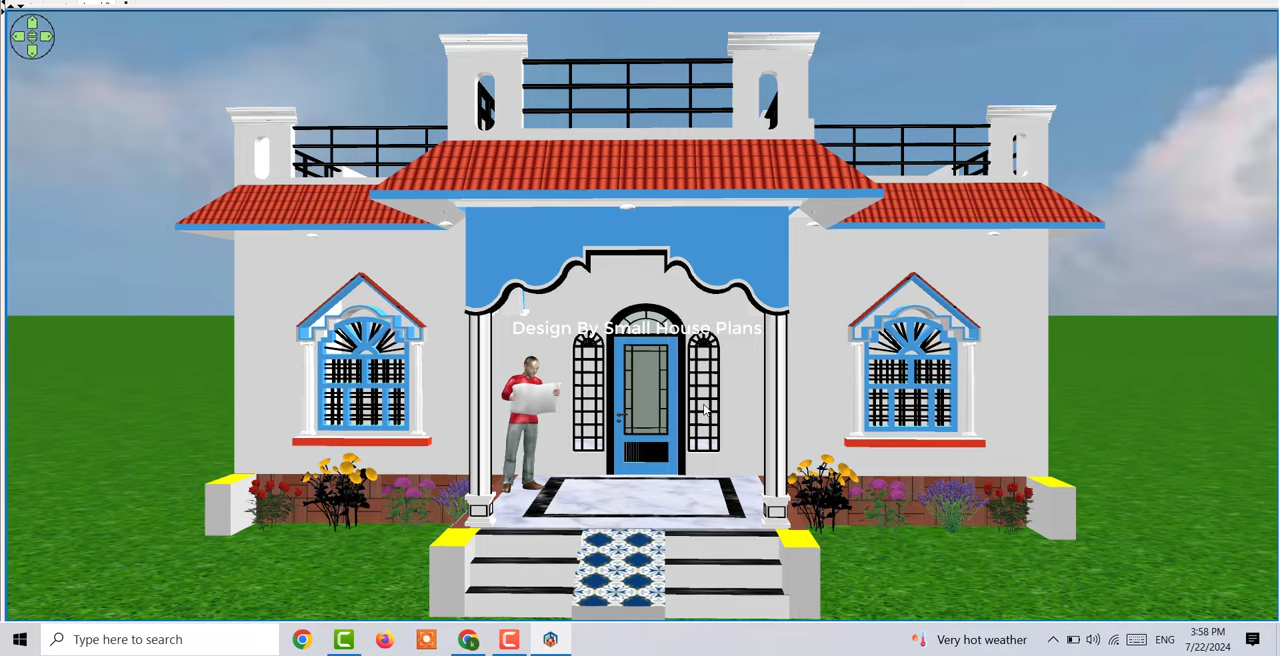 Design By Small House Plans
Type here to search
Very hot weather
ENG
3:58 PM
7/22/2024